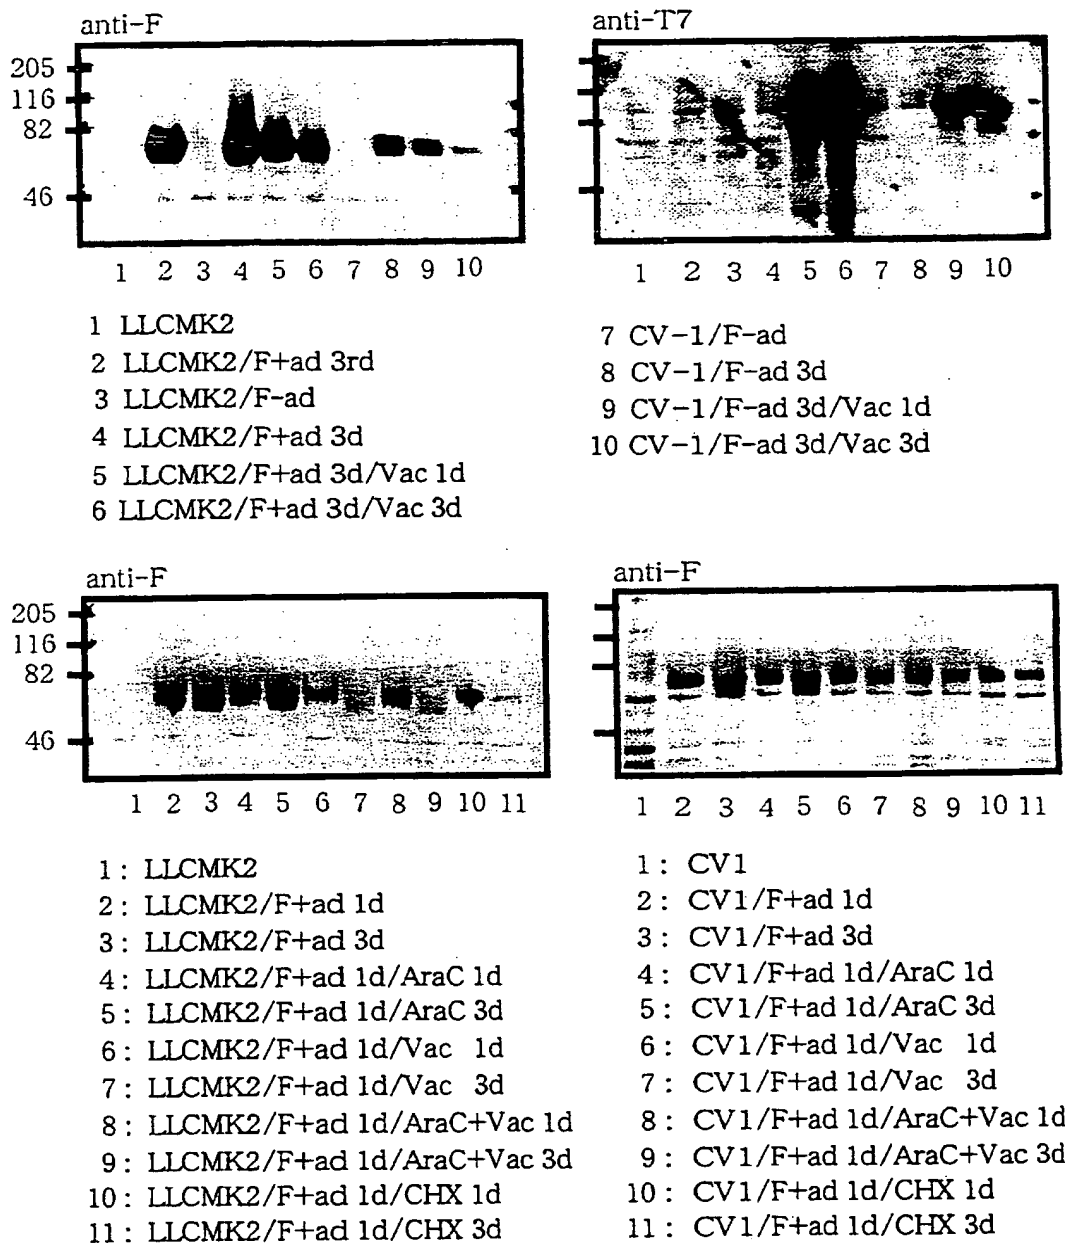 anti-F
205
116
82
46
1 2 3 4 5 6 7 8 9 10
anti-T7
1 2 3 4 5 6 7 8 9 10
1 LLCMK2
2 LLCMK2/F+ad 3rd
3 LLCMK2/F-ad
4 LLCMK2/F+ad 3d
5 LLCMK2/F+ad 3d/Vac 1d
6 LLCMK2/F+ad 3d/Vac 3d
7 CV-1/F-ad
8 CV-1/F-ad 3d
9 CV-1/F-ad 3d/Vac 1d
10 CV-1/F-ad 3d/Vac 3d
anti-F
205
116
82
46
1 2 3 4 5 6 7 8 9 10 11
anti-F
1 2 3 4 5 6 7 8 9 10 11
1 : LLCMK2
2 : LLCMK2/F+ad 1d
3 : LLCMK2/F+ad 3d
4 : LLCMK2/F+ad 1d/AraC 1d
5 : LLCMK2/F+ad 1d/AraC 3d
6 : LLCMK2/F+ad 1d/Vac 1d
7 : LLCMK2/F+ad 1d/Vac 3d
8 : LLCMK2/F+ad 1d/AraC+Vac 1d
9 : LLCMK2/F+ad 1d/AraC+Vac 3d
10 : LLCMK2/F+ad 1d/CHX 1d
11 : LLCMK2/F+ad 1d/CHX 3d
1 : CV1
2 : CV1/F+ad 1d
3 : CV1/F+ad 3d
4 : CV1/F+ad 1d/AraC 1d
5 : CV1/F+ad 1d/AraC 3d
6 : CV1/F+ad 1d/Vac 1d
7 : CV1/F+ad 1d/Vac 3d
8 : CV1/F+ad 1d/AraC+Vac 1d
9 : CV1/F+ad 1d/AraC+Vac 3d
10 : CV1/F+ad 1d/CHX 1d
11 : CV1/F+ad 1d/CHX 3d